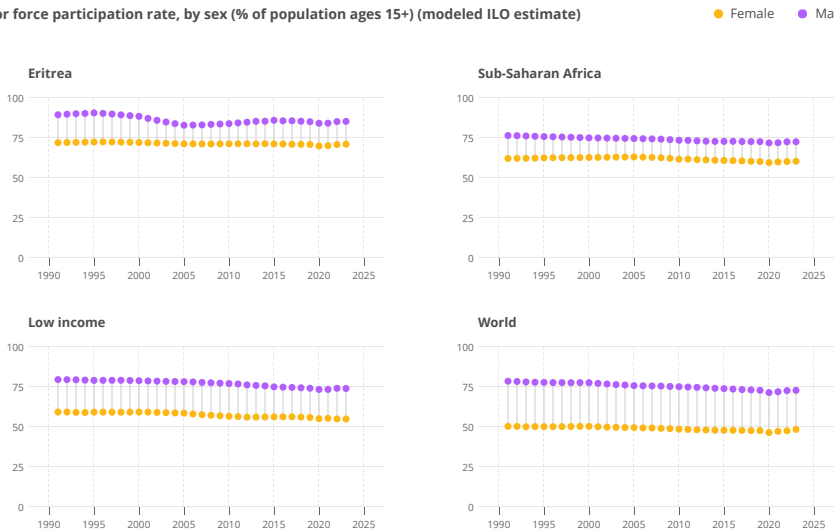 or force participation rate, by sex (% of population ages 15+) (modeled ILO estimate)
Female
Ma
Eritrea
100
75
50
25
0
1990 1995 2000 2005 2010 2015 2020 2025
Sub-Saharan Africa
100
75
50
25
0
1990 1995 2000 2005 2010 2015 2020 2025
Low income
100
75
50
25
0
1990 1995 2000 2005 2010 2015 2020 2025
World
100
75
50
25
0
1990 1995 2000 2005 2010 2015 2020 2025